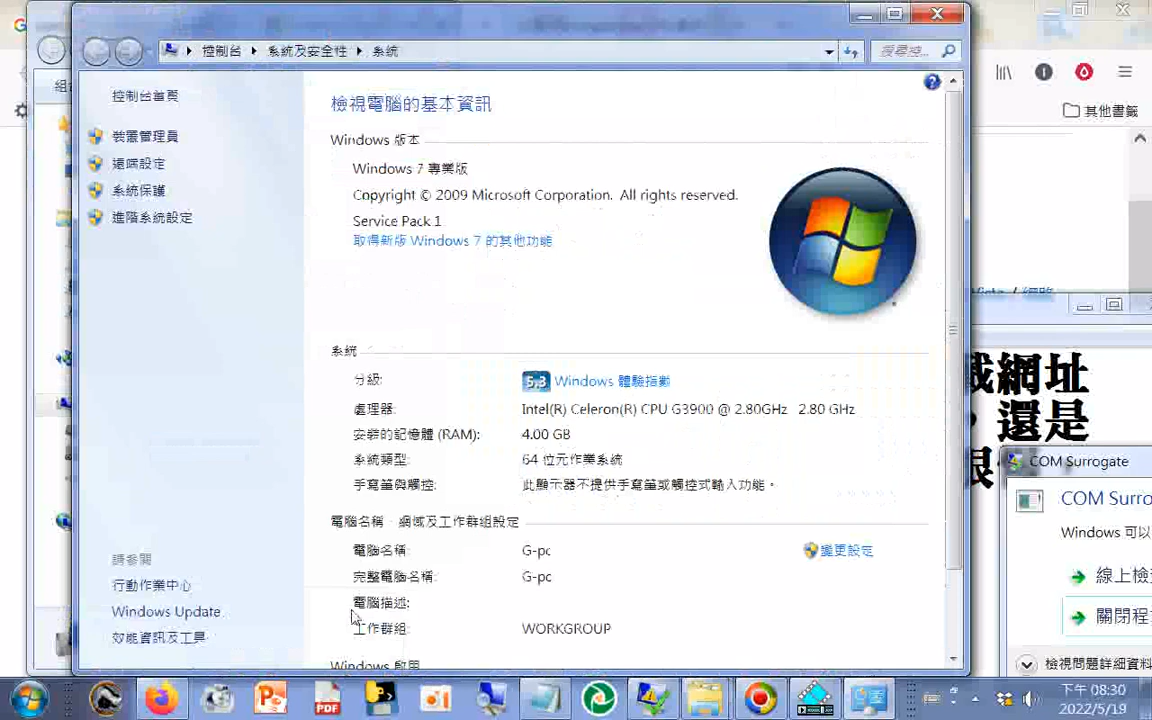 控制台 ▸ 系統及安全性 ▸ 系統
搜尋控...
其他書籤
控制台首頁
裝置管理員
遠端設定
系統保護
進階系統設定
檢視電腦的基本資訊
Windows 版本
Windows 7 專業版
Copyright © 2009 Microsoft Corporation. All rights reserved.
Service Pack 1
取得新版 Windows 7 的其他功能
系統
分級:
5.3 Windows 體驗指數
處理器:
Intel(R) Celeron(R) CPU G3900 @ 2.80GHz 2.80 GHz
安裝的記憶體 (RAM):
4.00 GB
系統類型:
64 位元作業系統
手寫筆與觸控:
此顯示器不提供手寫筆或觸控式輸入功能。
電腦名稱、網域及工作群組設定
電腦名稱:
G-pc
變更設定
完整電腦名稱:
G-pc
電腦描述:
工作群組:
WORKGROUP
Windows 啟用
請參閱
行動作業中心
Windows Update
效能資訊及工具
網址
,還是
COM Surrogate
COM Surro
Windows 可以
線上檢
關閉程
檢視問題詳細資料
PDF
下午 08:30
2022/5/19